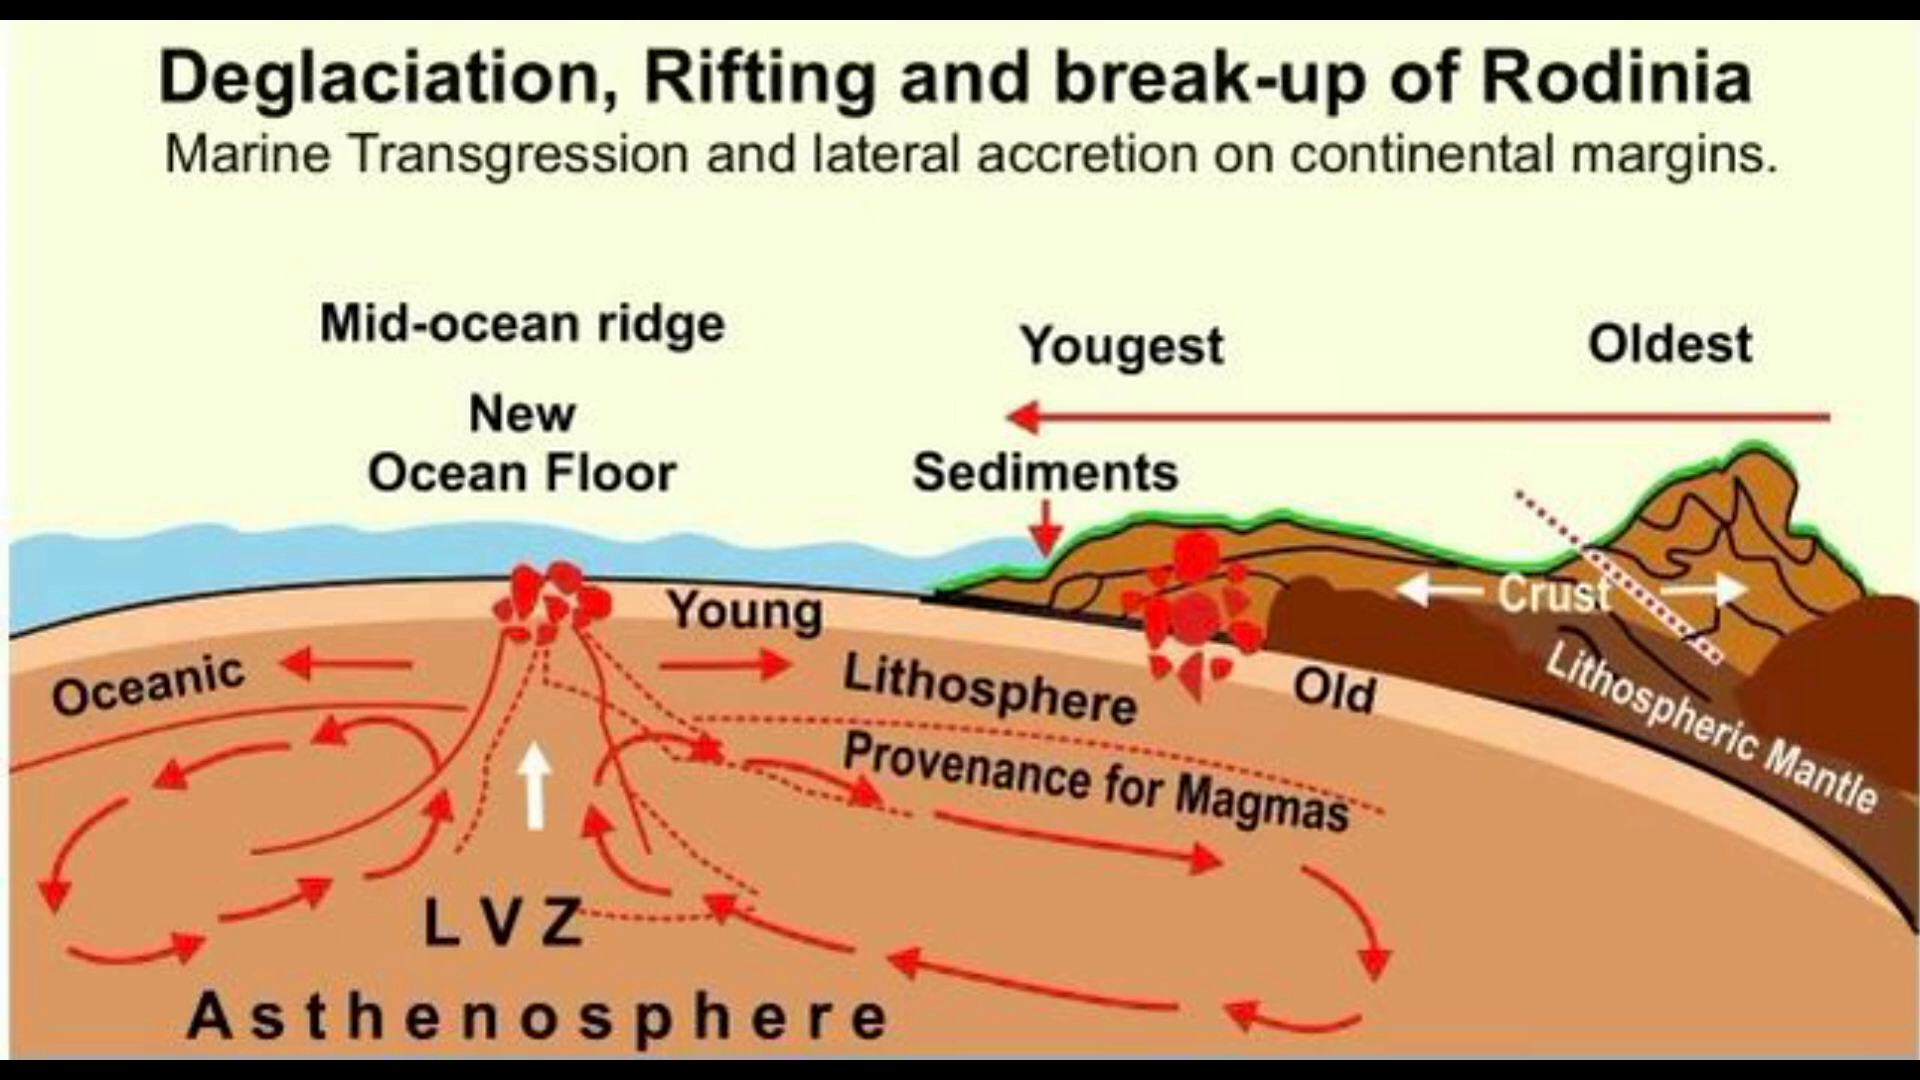 Deglaciation, Rifting and break-up of Rodinia
Marine Transgression and lateral accretion on continental margins.
Mid-ocean ridge
Yougest
Oldest
New
Ocean Floor
Sediments
Young
Crust
Oceanic
Lithosphere
Old
Lithospheric Mantle
Provenance for Magmas
LVZ
Asthenosphere